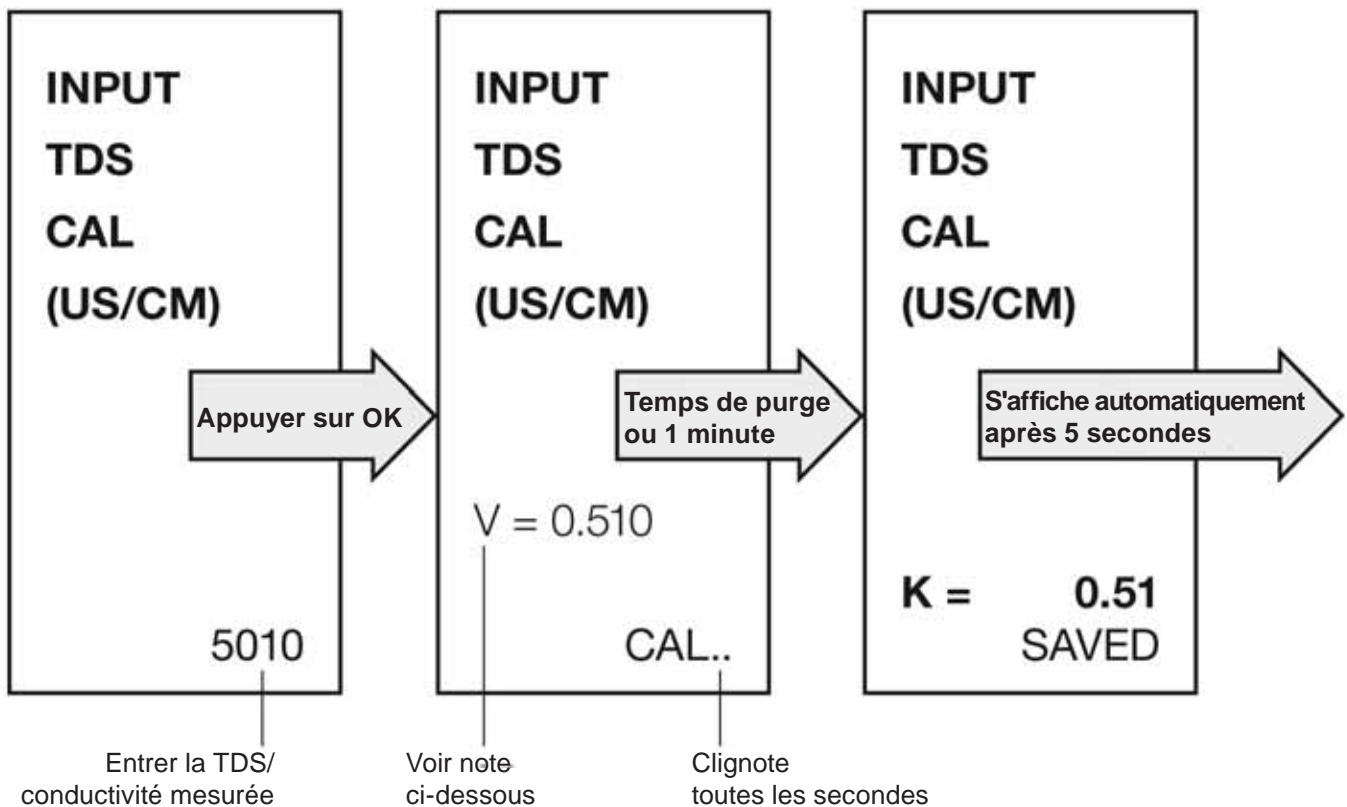 INPUT
TDS
CAL
(US/CM)
Appuyer sur OK
5010
Entrer la TDS/
conductivité mesurée
INPUT
TDS
CAL
(US/CM)
Temps de purge
ou 1 minute
V = 0.510
CAL..
Voir note
ci-dessous
Clignote
toutes les secondes
INPUT
TDS
CAL
(US/CM)
S'affiche automatiquement
après 5 secondes
K = 0.51
SAVED